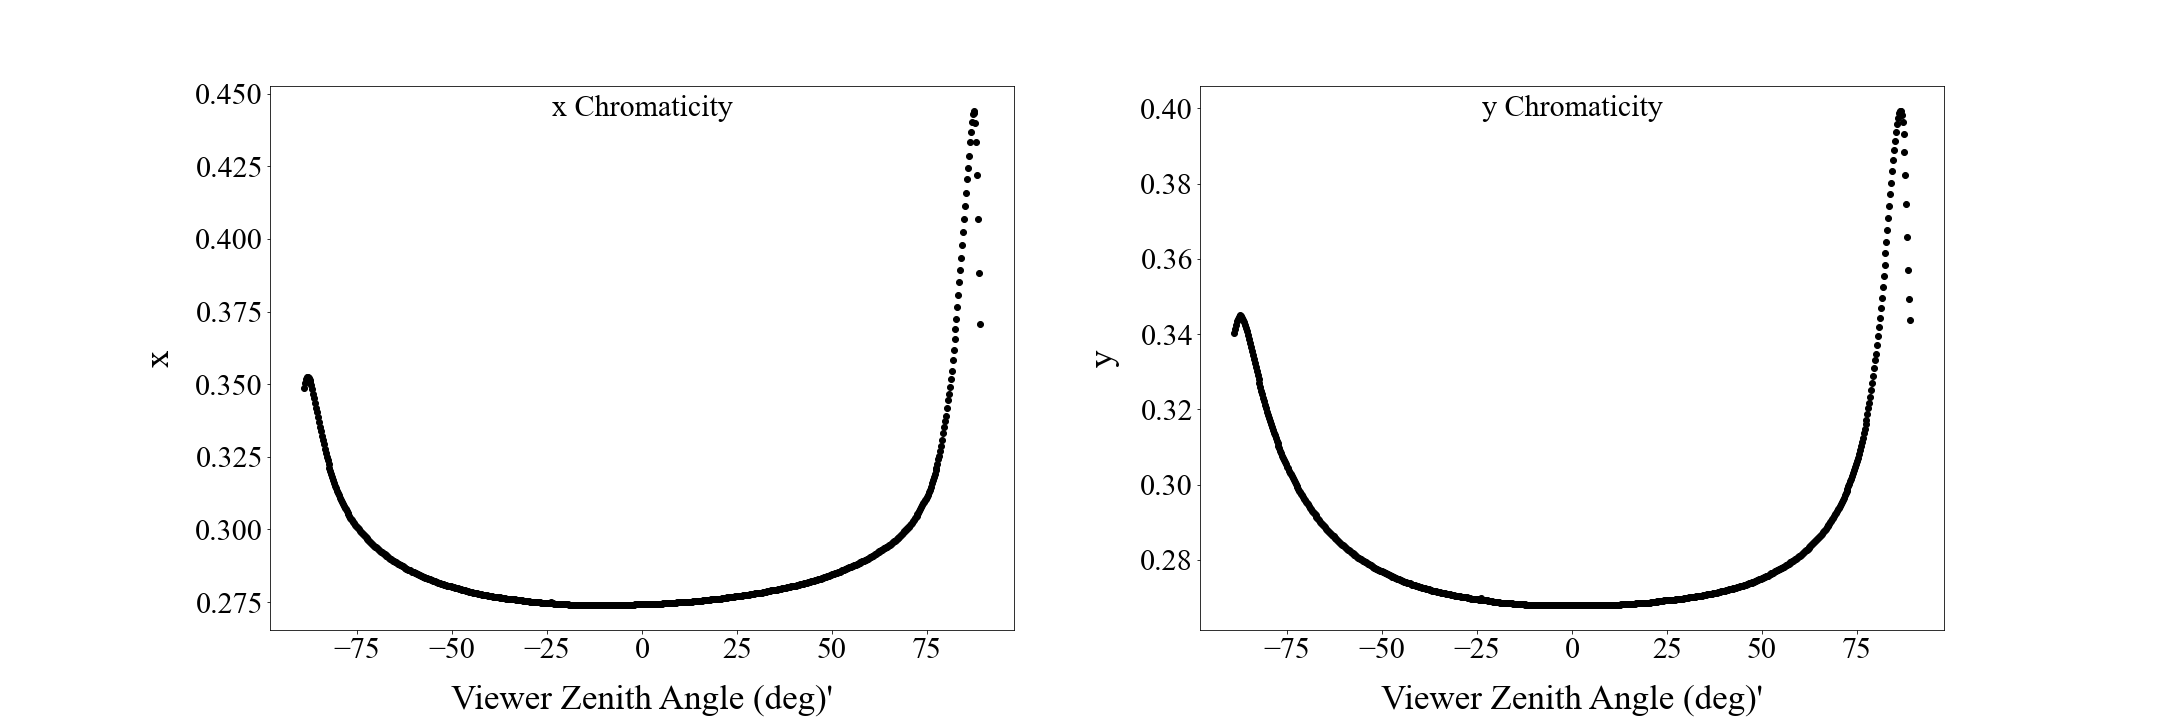 x Chromaticity
0.450
0.425
0.400
0.375
0.350
0.325
0.300
0.275
x
−75 −50 −25 0 25 50 75
Viewer Zenith Angle (deg)'
y Chromaticity
0.40
0.38
0.36
0.34
0.32
0.30
0.28
y
−75 −50 −25 0 25 50 75
Viewer Zenith Angle (deg)'